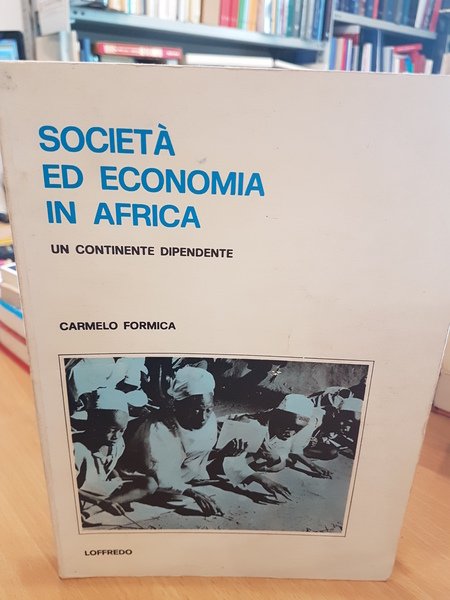 SOCIETÀ
ED ECONOMIA
IN AFRICA
UN CONTINENTE DIPENDENTE
CARMELO FORMICA
LOFFREDO